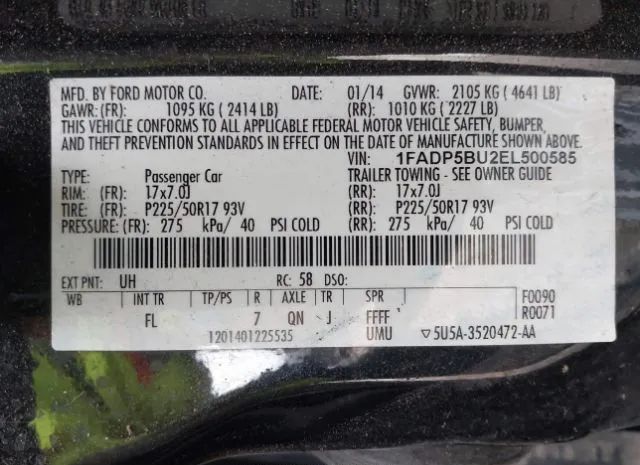 MFD. BY FORD MOTOR CO. DATE: 01/14 GVWR: 2105 KG ( 4641 LB)
GAWR: (FR): 1095 KG ( 2414 LB) (RR): 1010 KG ( 2227 LB)
THIS VEHICLE CONFORMS TO ALL APPLICABLE FEDERAL MOTOR VEHICLE SAFETY, BUMPER,
AND THEFT PREVENTION STANDARDS IN EFFECT ON THE DATE OF MANUFACTURE SHOWN ABOVE.
VIN: 1FADP5BU2EL500585
TYPE: Passenger Car TRAILER TOWING - SEE OWNER GUIDE
RIM: (FR): 17x7.0J (RR): 17x7.0J
TIRE: (FR): P225/50R17 93V (RR): P225/50R17 93V
PRESSURE: (FR): 275 kPa/ 40 PSI COLD (RR): 275 kPa/ 40 PSI COLD
EXT PNT: UH RC: 58 DSO:
WB INT TR TP/PS R AXLE TR SPR F0090
FL 7 QN J FFFF R0071
1201401225535 UMU ▽5U5A-3520472-AA